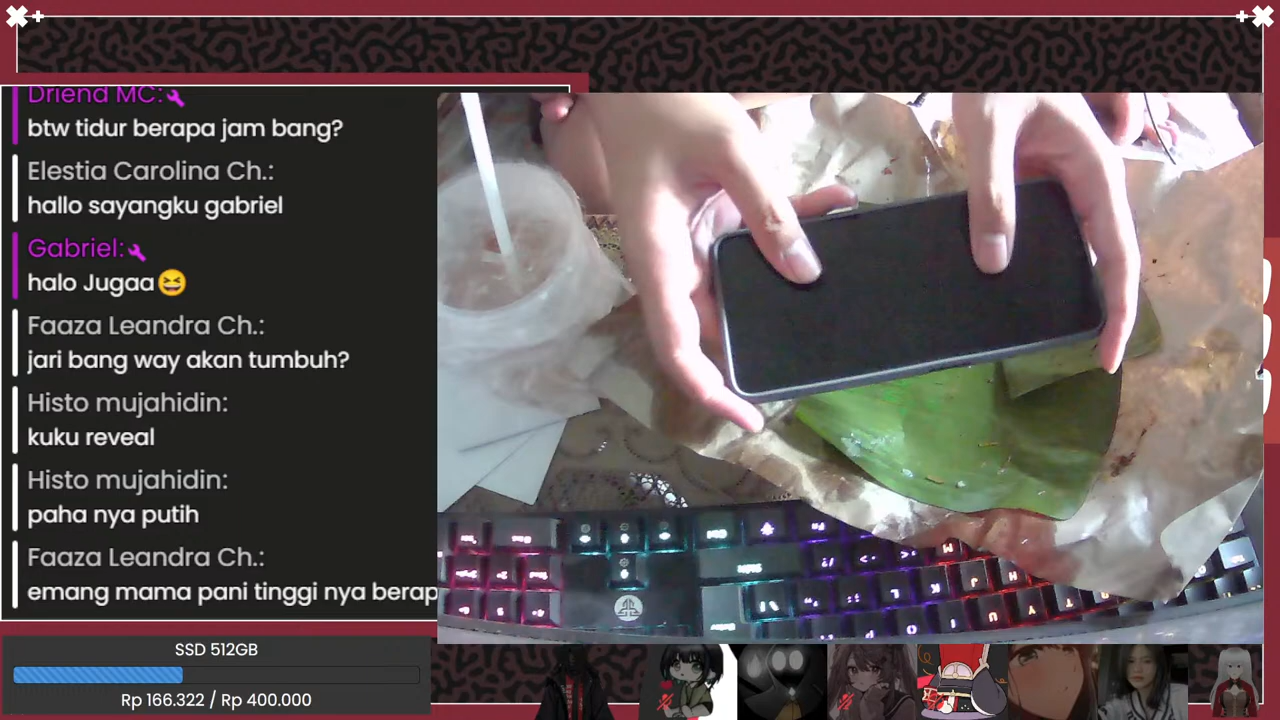 Driend MC:
btw tidur berapa jam bang?
Elestia Carolina Ch.:
hallo sayangku gabriel
Gabriel:
halo Jugaa😆
Faaza Leandra Ch.:
jari bang way akan tumbuh?
Histo mujahidin:
kuku reveal
Histo mujahidin:
paha nya putih
Faaza Leandra Ch.:
emang mama pani tinggi nya berap
SSD 512GB
Rp 166.322 / Rp 400.000